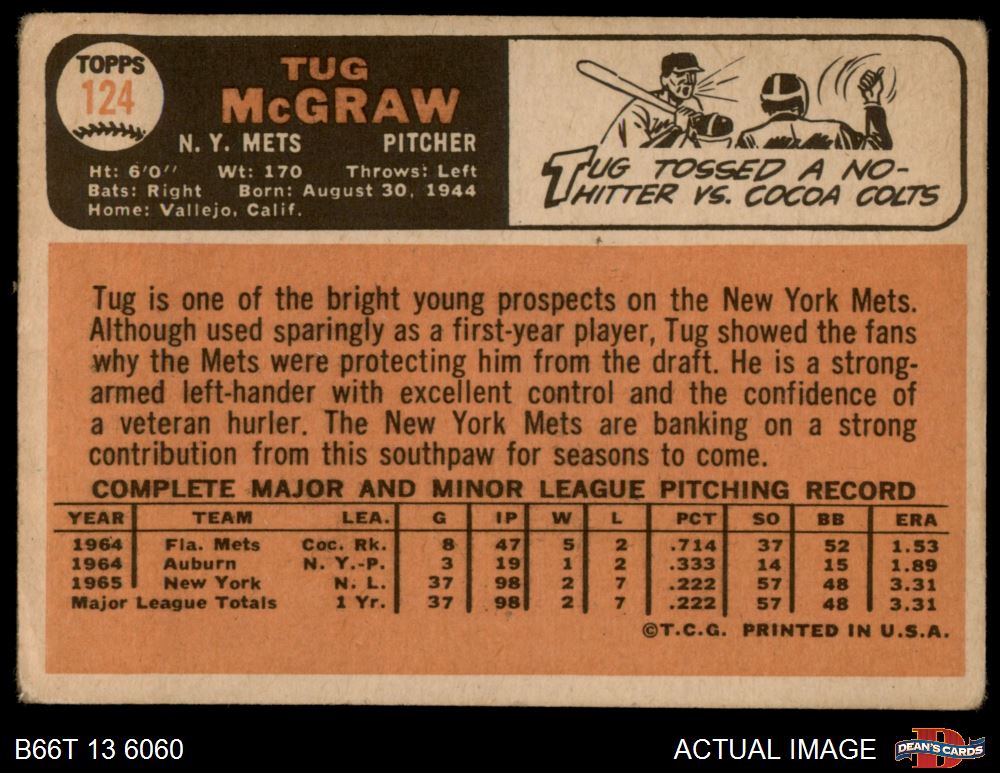 TOPPS
124
TUG
McGRAW
N. Y. METS PITCHER
Ht: 6'0" Wt: 170 Throws: Left
Bats: Right Born: August 30, 1944
Home: Vallejo, Calif.
TUG TOSSED A NO-
HITTER VS. COCOA COLTS
Tug is one of the bright young prospects on the New York Mets.
Although used sparingly as a first-year player, Tug showed the fans
why the Mets were protecting him from the draft. He is a strong-
armed left-hander with excellent control and the confidence of
a veteran hurler. The New York Mets are banking on a strong
contribution from this southpaw for seasons to come.
COMPLETE MAJOR AND MINOR LEAGUE PITCHING RECORD
YEAR TEAM LEA. G IP W L PCT SO BB ERA
1964 Fla. Mets Coc. Rk. 8 47 5 2 .714 37 52 1.53
1964 Auburn N. Y.-P. 3 19 1 2 .333 14 15 1.89
1965 New York N. L. 37 98 2 7 .222 57 48 3.31
Major League Totals 1 Yr. 37 98 2 7 .222 57 48 3.31
©T.C.G. PRINTED IN U.S.A.
B66T 13 6060 ACTUAL IMAGE
D
DEAN'S CARDS